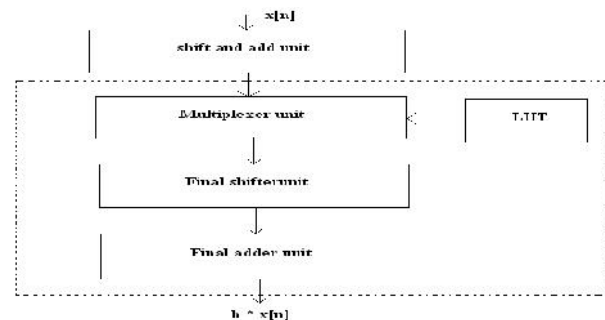 x[n]
shift and add unit
Multiplexer unit
LUT
Final shifterunit
Final adder unit
h * x[n]